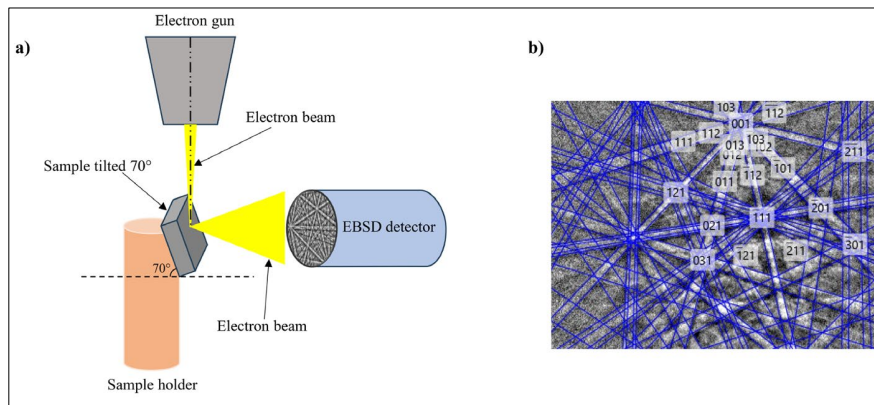 a)
Electron gun
Electron beam
Sample tilted 70°
EBSD detector
70°
Electron beam
Sample holder
b)
103
001
1̅12
111
112
013
103
012
1̅02
2̅11
011
1̅12
1̅01
121
111
2̅01
021
031
1̅21
2̅11
3̅01